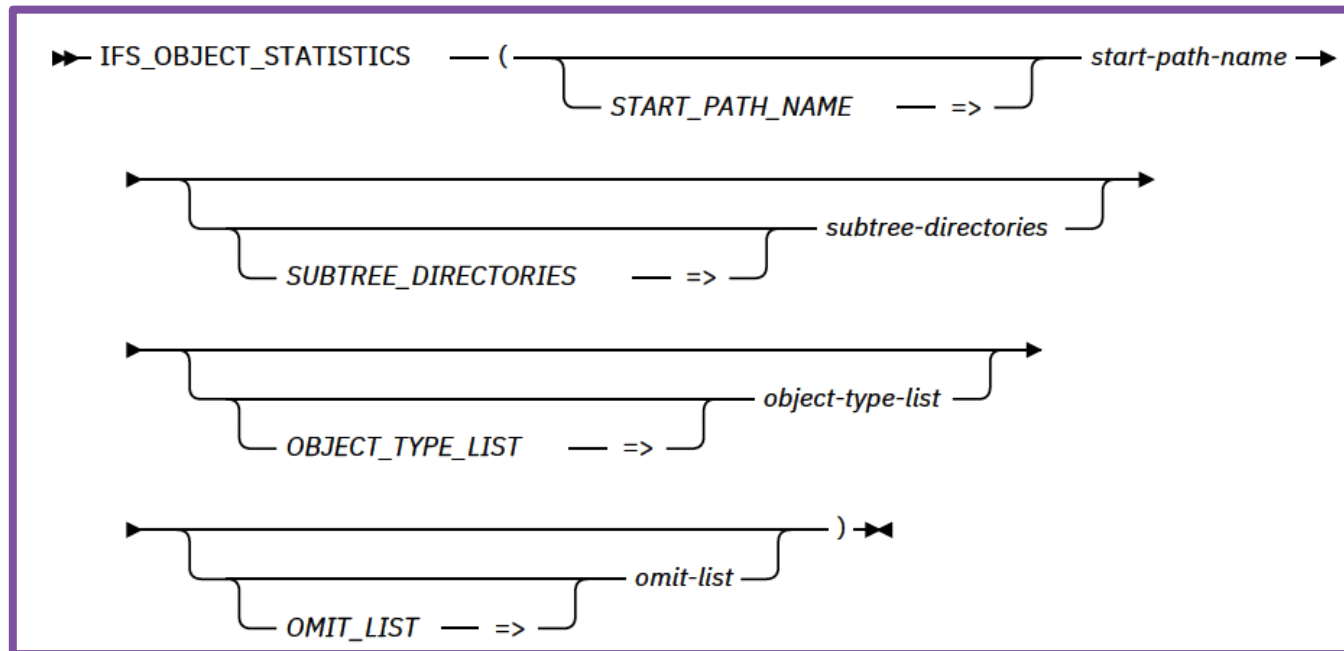 IFS_OBJECT_STATISTICS ( start-path-name
START_PATH_NAME =>
subtree-directories
SUBTREE_DIRECTORIES =>
object-type-list
OBJECT_TYPE_LIST =>
)
omit-list
OMIT_LIST =>